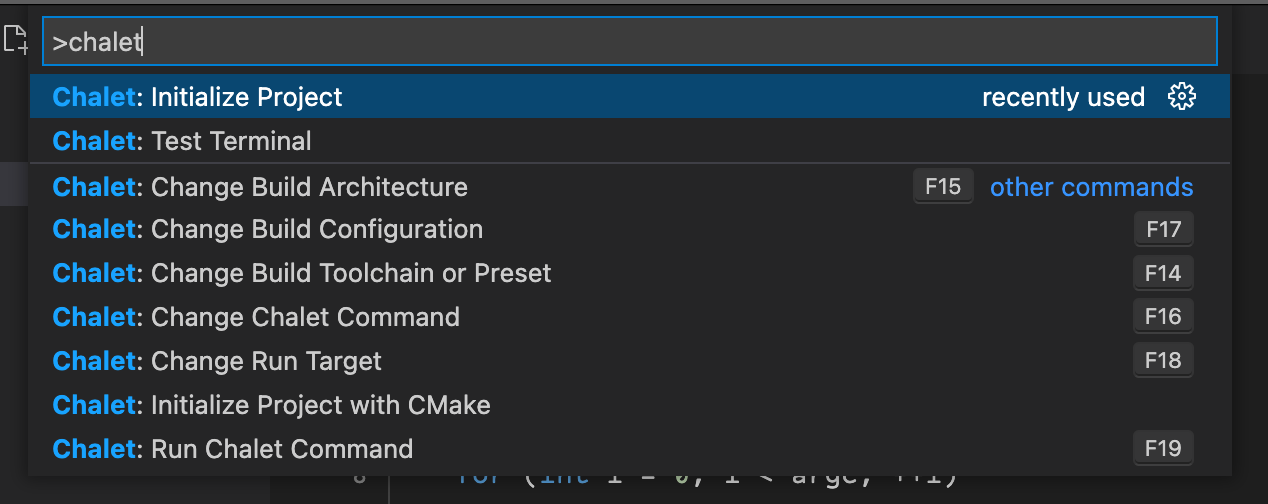 >chalet
Chalet: Initialize Project recently used
Chalet: Test Terminal
Chalet: Change Build Architecture F15 other commands
Chalet: Change Build Configuration F17
Chalet: Change Build Toolchain or Preset F14
Chalet: Change Chalet Command F16
Chalet: Change Run Target F18
Chalet: Initialize Project with CMake
Chalet: Run Chalet Command F19
for (int i = 0; i < argc; ++i)